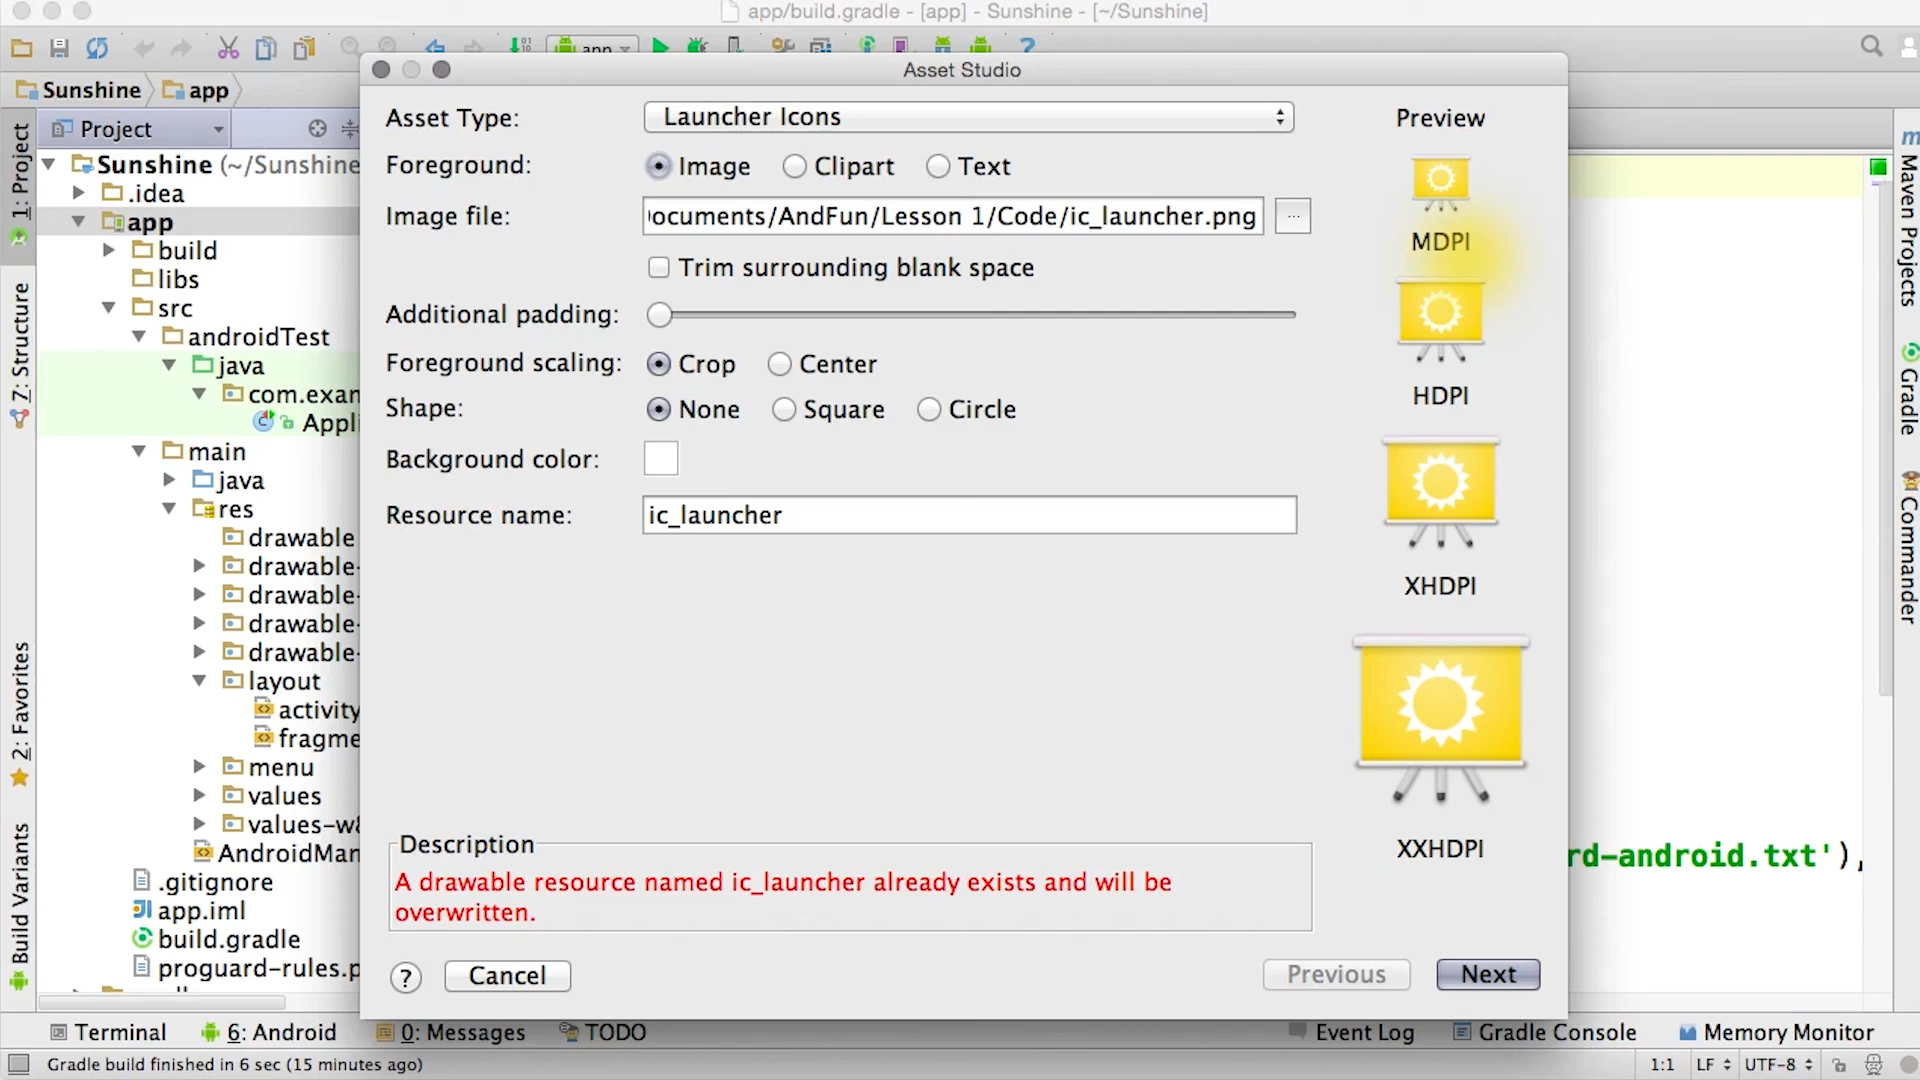 app/build.gradle - [app] - Sunshine - [~/Sunshine]
app
Sunshine
app
Asset Studio
Project
1: Project
7: Structure
2: Favorites
Build Variants
Sunshine (~/Sunshine
.idea
app
build
libs
src
androidTest
java
com.exan
Appli
main
java
res
drawable
drawable-
drawable-
drawable-
drawable-
layout
activity
fragme
menu
values
values-w8
AndroidMan
.gitignore
app.iml
build.gradle
proguard-rules.p
Asset Type:
Launcher Icons
Foreground:
Image
Clipart
Text
Image file:
ocuments/AndFun/Lesson 1/Code/ic_launcher.png
...
Trim surrounding blank space
Additional padding:
Foreground scaling:
Crop
Center
Shape:
None
Square
Circle
Background color:
Resource name:
ic_launcher
Description
A drawable resource named ic_launcher already exists and will be
overwritten.
?
Cancel
Previous
Next
Preview
MDPI
HDPI
XHDPI
XXHDPI
rd-android.txt'),
Maven Projects
Gradle
Commander
Terminal
6: Android
0: Messages
TODO
Event Log
Gradle Console
Memory Monitor
Gradle build finished in 6 sec (15 minutes ago)
1:1
LF
UTF-8